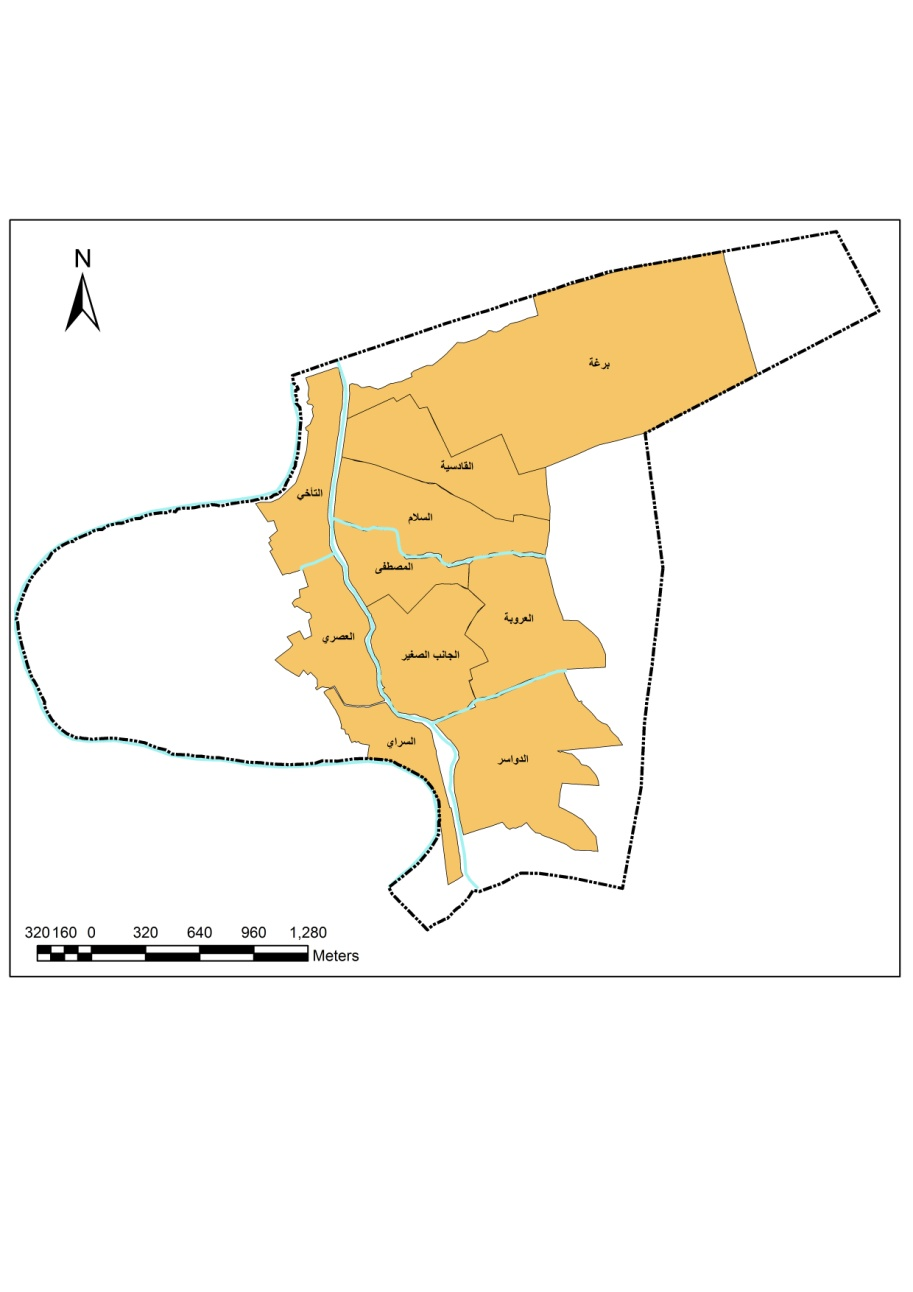 N
برغة
القادسية
التآخي
السلام
المصطفى
العروبة
العصري
الجانب الصغير
السراي
الدواسر
320 160 0 320 640 960 1,280
Meters